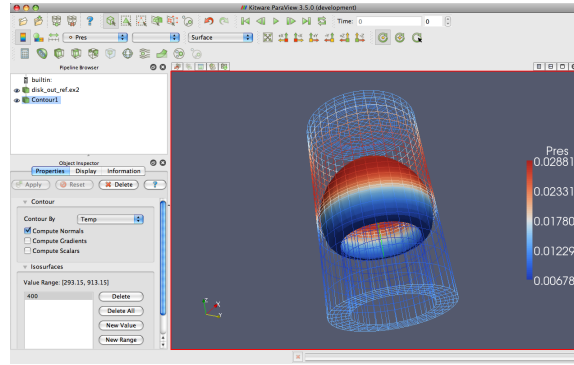 Kitware ParaView 3.5.0 (development)
Time: 0
0
Pres
Surface
Pipeline Browser
builtin:
disk_out_ref.ex2
Contour1
Object Inspector
Properties
Display
Information
Apply
Reset
Delete
?
Contour
Contour By
Temp
Compute Normals
Compute Gradients
Compute Scalars
Isosurfaces
Value Range: [293.15, 913.15]
400
Delete
Delete All
New Value
New Range
Pres
0.02881
0.02331
0.01780
0.01229
0.00678
Z
X
Y